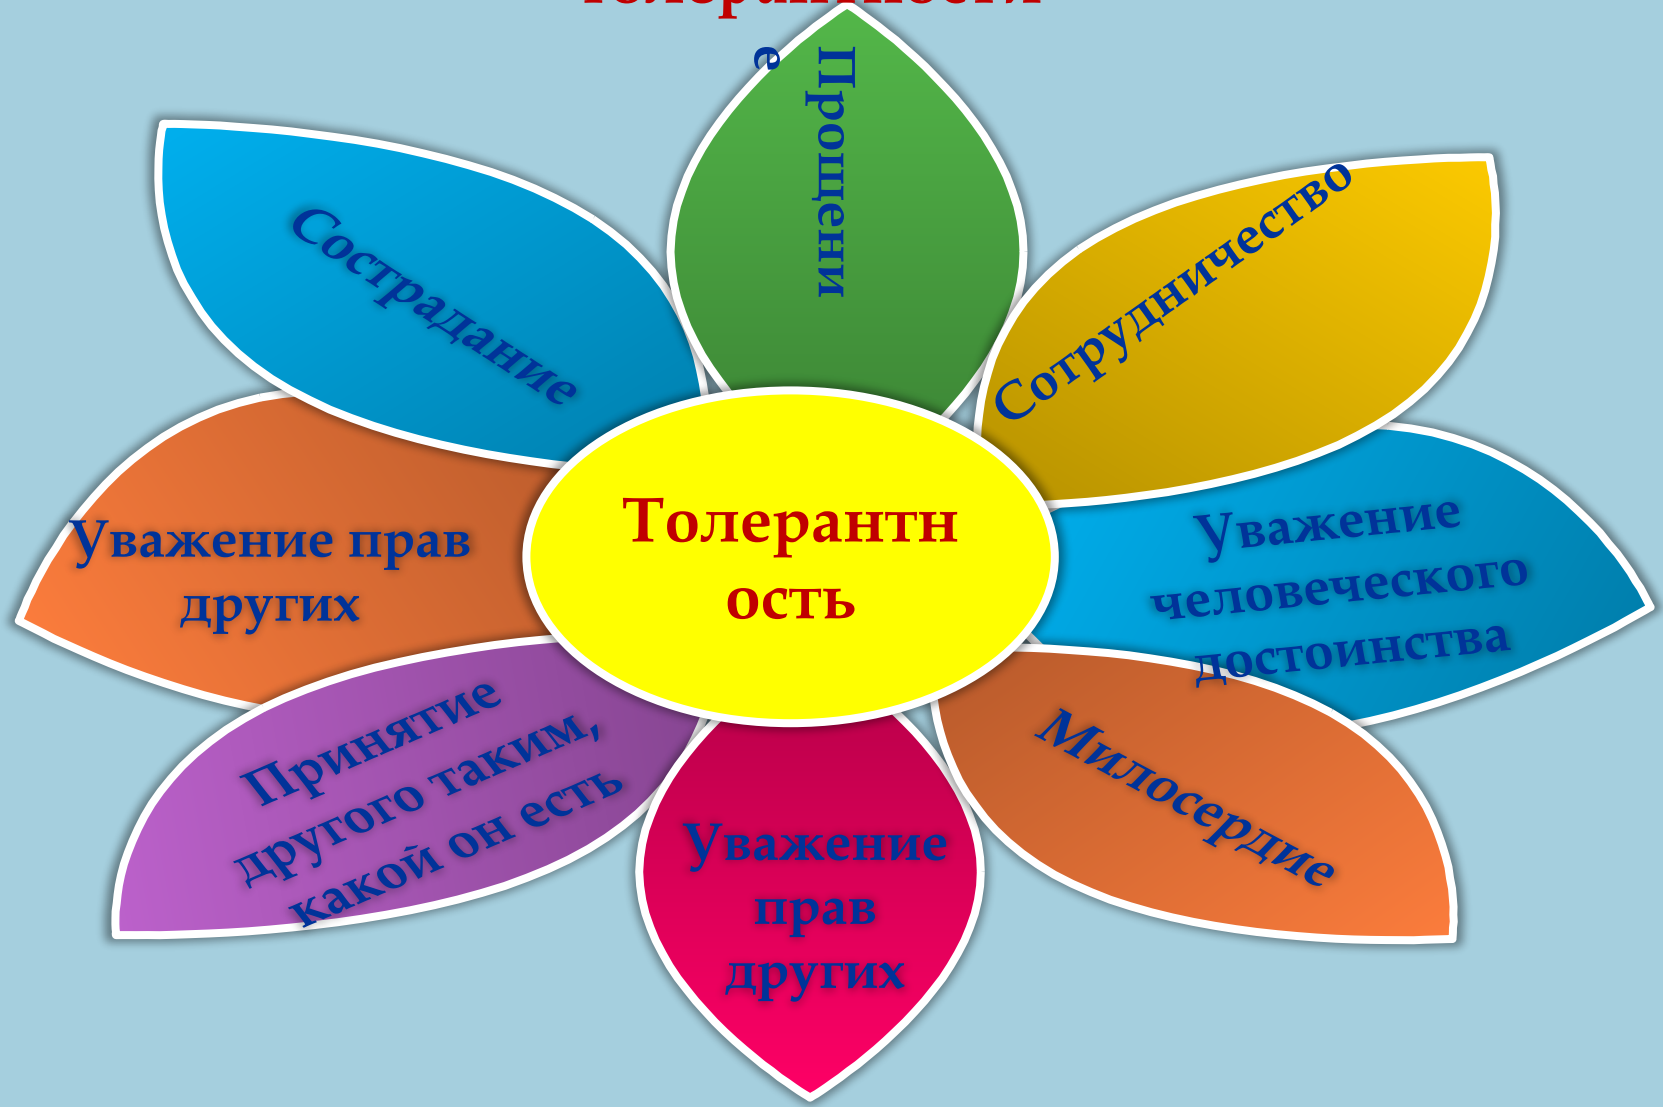 толерантности
Прощени
е
Сострадание
Сотрудничество
Уважение прав
других
Толерантн
ость
Уважение
человеческого
достоинства
Принятие
другого таким,
какой он есть
Уважение
прав
других
Милосердие